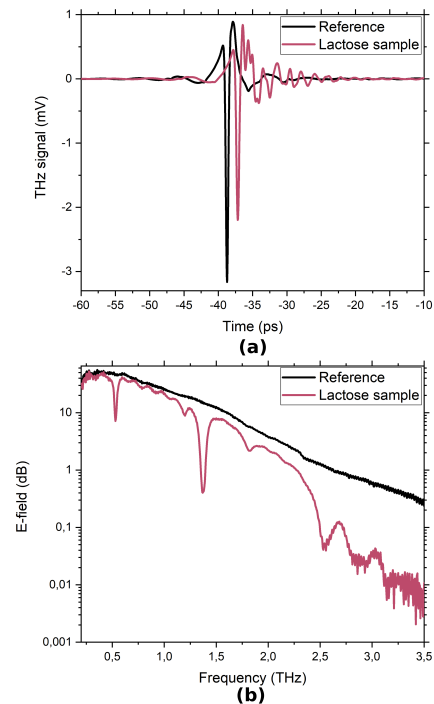 1
0
-1
-2
-3
THz signal (mV)
Reference
Lactose sample
-60 -55 -50 -45 -40 -35 -30 -25 -20 -15 -10
Time (ps)
(a)
10
1
0,1
0,01
0,001
E-field (dB)
Reference
Lactose sample
0,5 1,0 1,5 2,0 2,5 3,0 3,5
Frequency (THz)
(b)